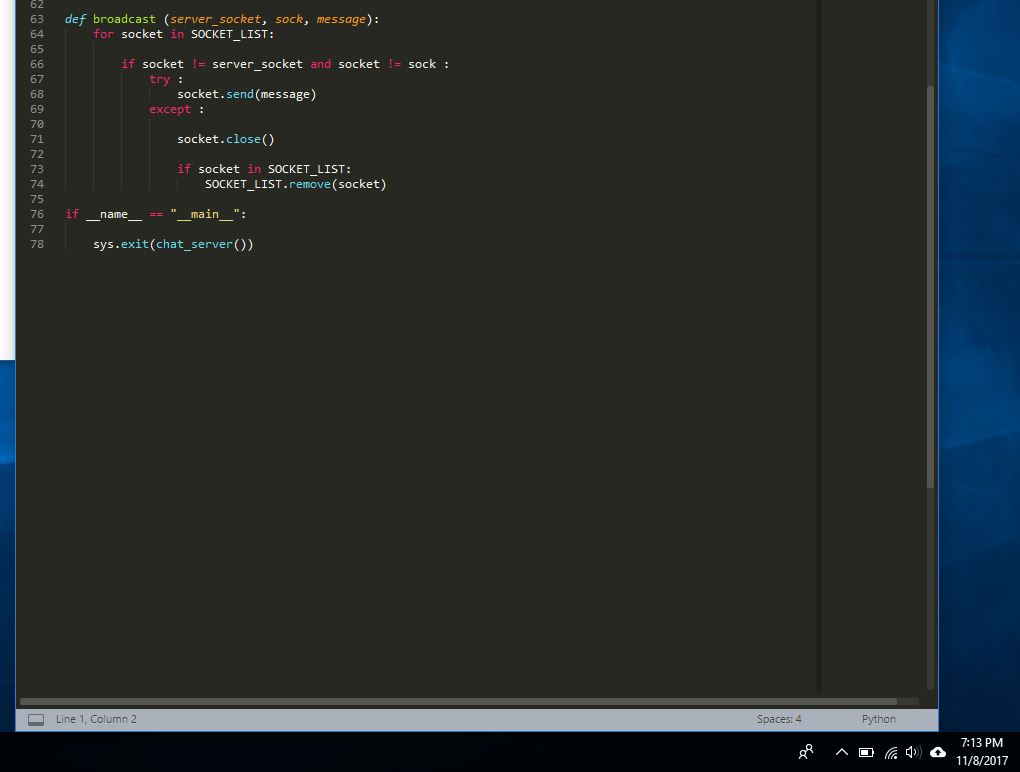 62
63 def broadcast (server_socket, sock, message):
64 for socket in SOCKET_LIST:
65
66 if socket != server_socket and socket != sock :
67 try :
68 socket.send(message)
69 except :
70
71 socket.close()
72
73 if socket in SOCKET_LIST:
74 SOCKET_LIST.remove(socket)
75
76 if __name__ == "__main__":
77
78 sys.exit(chat_server())
Line 1, Column 2 Spaces: 4 Python
7:13 PM
11/8/2017